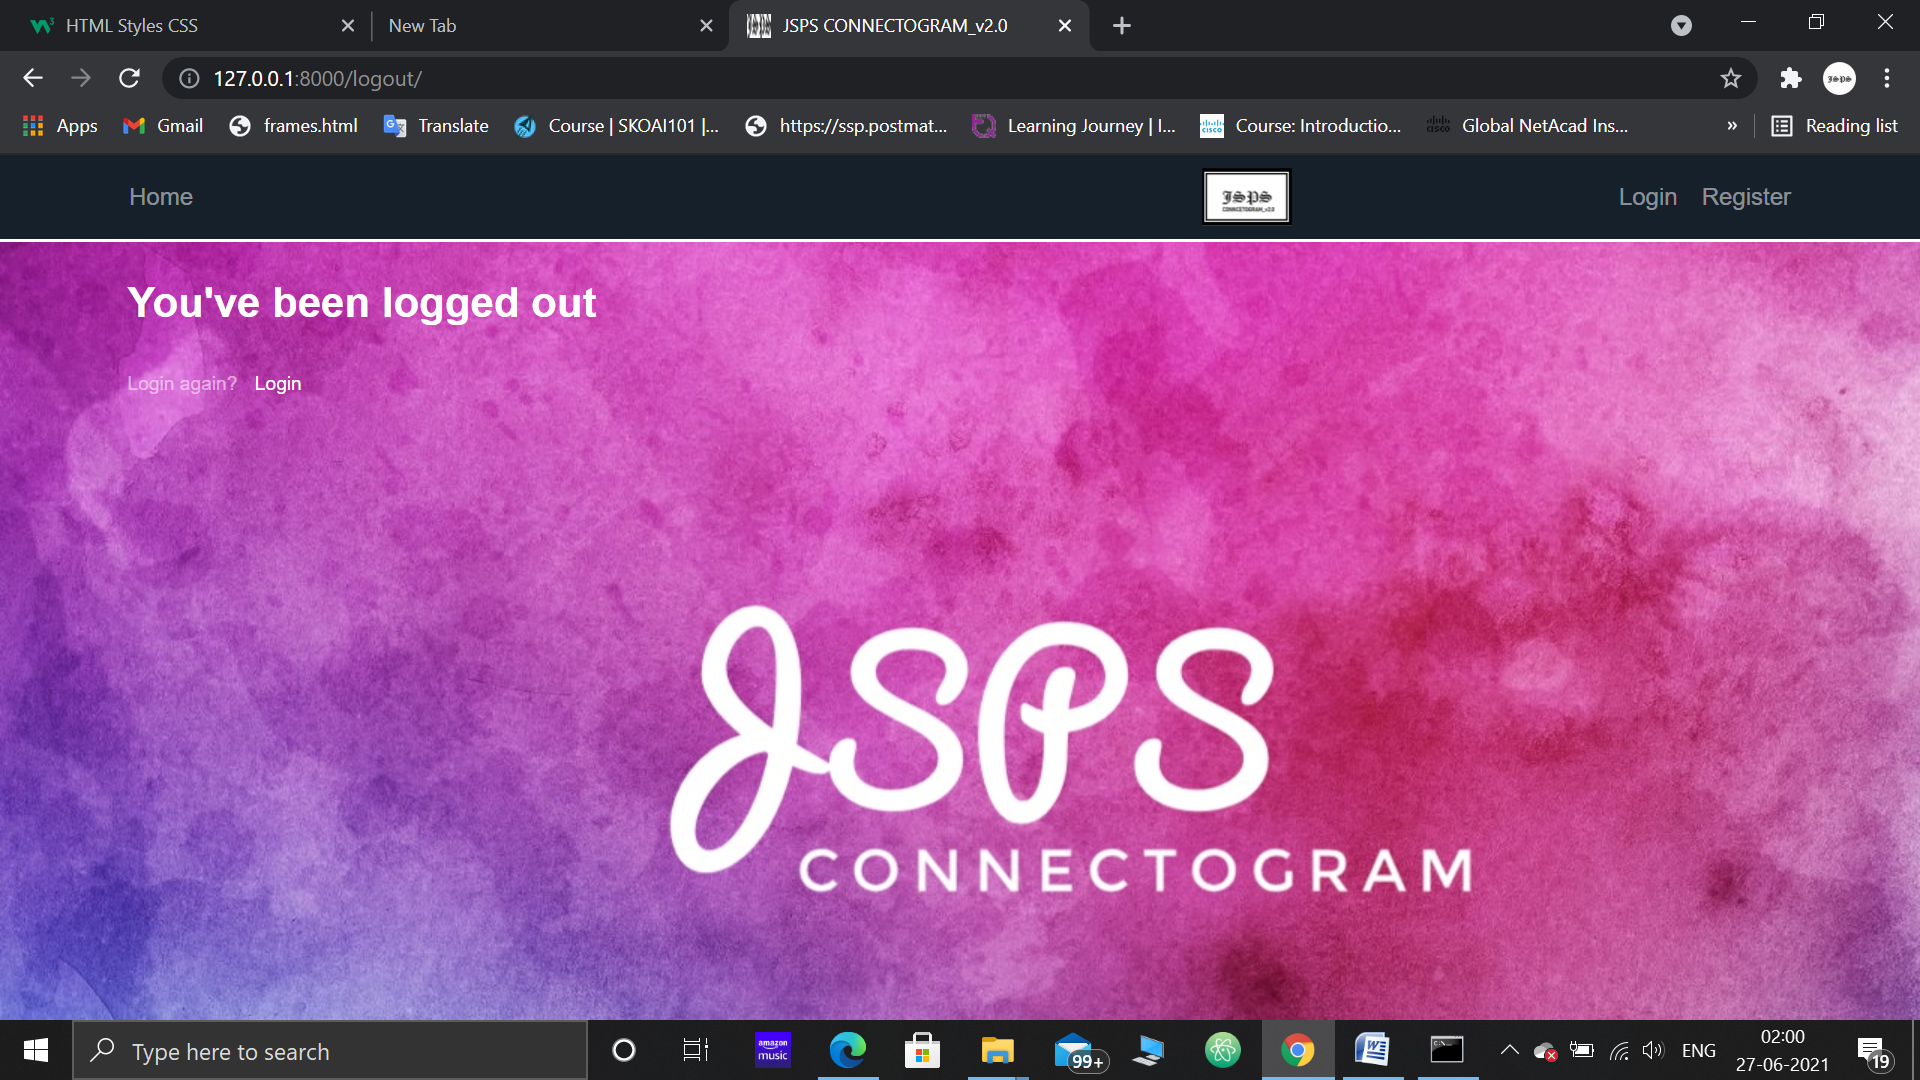 HTML Styles CSS
New Tab
JSPS CONNECTOGRAM_v2.0
127.0.0.1:8000/logout/
JSPS
Apps
Gmail
frames.html
Translate
Course | SKOAI101 |...
https://ssp.postmat...
Learning Journey | I...
Course: Introductio...
Global NetAcad Ins...
»
Reading list
Home
JSPS
CONNCETOGRAM_v2.0
Login
Register
You've been logged out
Login again? Login
JSPS
CONNECTOGRAM
Type here to search
amazon music
99+
ENG
02:00
27-06-2021
19